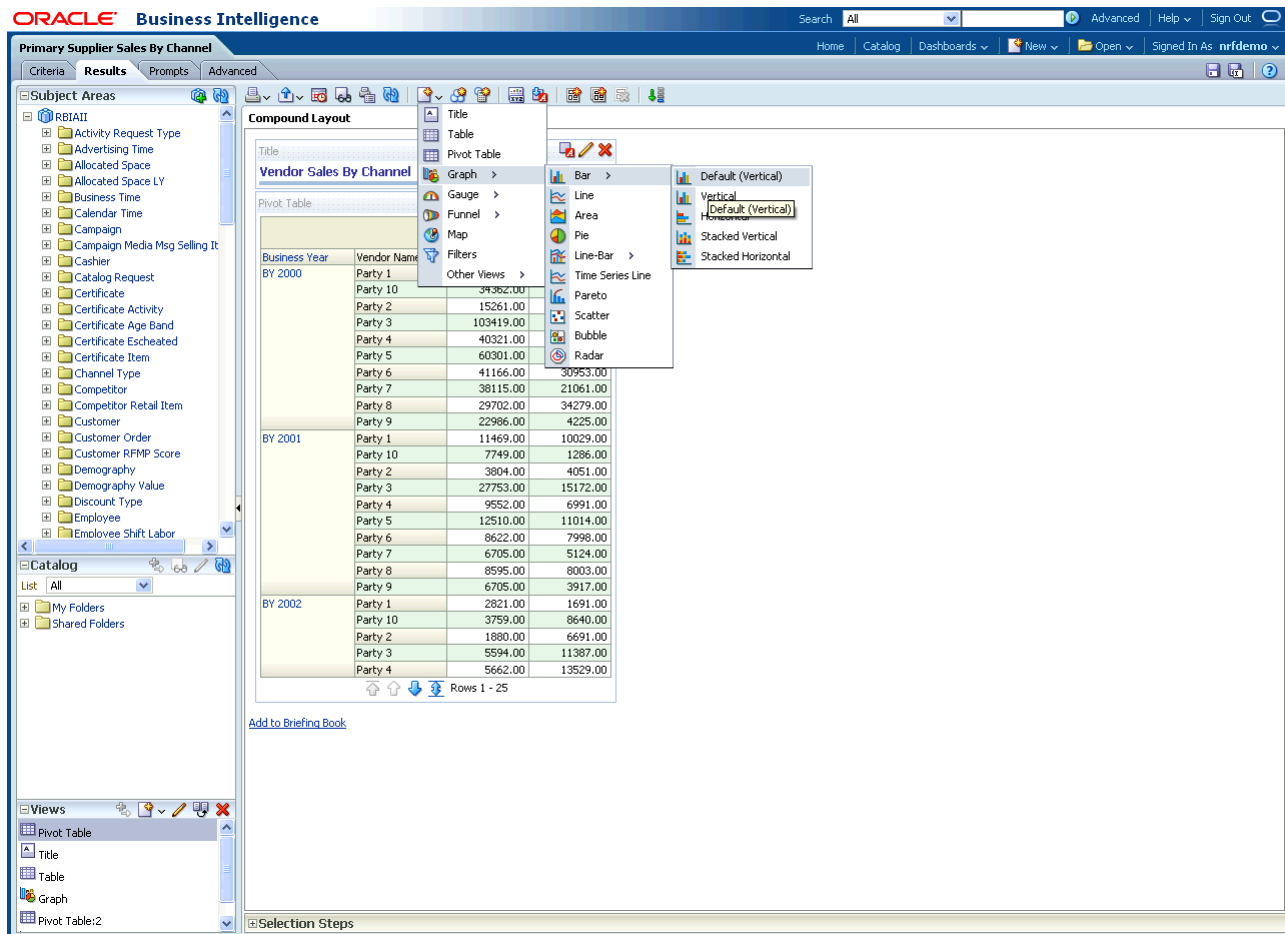 ORACLE Business Intelligence
Search All Advanced Help Sign Out
Primary Supplier Sales By Channel
Home Catalog Dashboards New Open Signed In As nrfdemo
Criteria Results Prompts Advanced
Subject Areas
RBIAII
Activity Request Type
Advertising Time
Allocated Space
Allocated Space LY
Business Time
Calendar Time
Campaign
Campaign Media Msg Selling It
Cashier
Catalog Request
Certificate
Certificate Activity
Certificate Age Band
Certificate Escheated
Certificate Item
Channel Type
Competitor
Competitor Retail Item
Customer
Customer Order
Customer RFMP Score
Demography
Demography Value
Discount Type
Employee
Employee Shift Labor
Catalog
List All
My Folders
Shared Folders
Views
Pivot Table
Title
Table
Graph
Pivot Table:2
Compound Layout
Title
Vendor Sales By Channel
Pivot Table
Title
Table
Pivot Table
Graph
Gauge
Funnel
Map
Filters
Other Views
Bar
Line
Area
Pie
Line-Bar
Time Series Line
Pareto
Scatter
Bubble
Radar
Default (Vertical)
Vertical
Default (Vertical)
Horizontal
Stacked Vertical
Stacked Horizontal
Business Year Vendor Name
BY 2000 Party 1
Party 10 34362.00
Party 2 15261.00
Party 3 103419.00
Party 4 40321.00
Party 5 60301.00
Party 6 41166.00 30953.00
Party 7 38115.00 21061.00
Party 8 29702.00 34279.00
Party 9 22986.00 4225.00
BY 2001 Party 1 11469.00 10029.00
Party 10 7749.00 1286.00
Party 2 3804.00 4051.00
Party 3 27753.00 15172.00
Party 4 9552.00 6991.00
Party 5 12510.00 11014.00
Party 6 8622.00 7998.00
Party 7 6705.00 5124.00
Party 8 8595.00 8003.00
Party 9 6705.00 3917.00
BY 2002 Party 1 2821.00 1691.00
Party 10 3759.00 8640.00
Party 2 1880.00 6691.00
Party 3 5594.00 11387.00
Party 4 5662.00 13529.00
Rows 1 - 25
Add to Briefing Book
Selection Steps